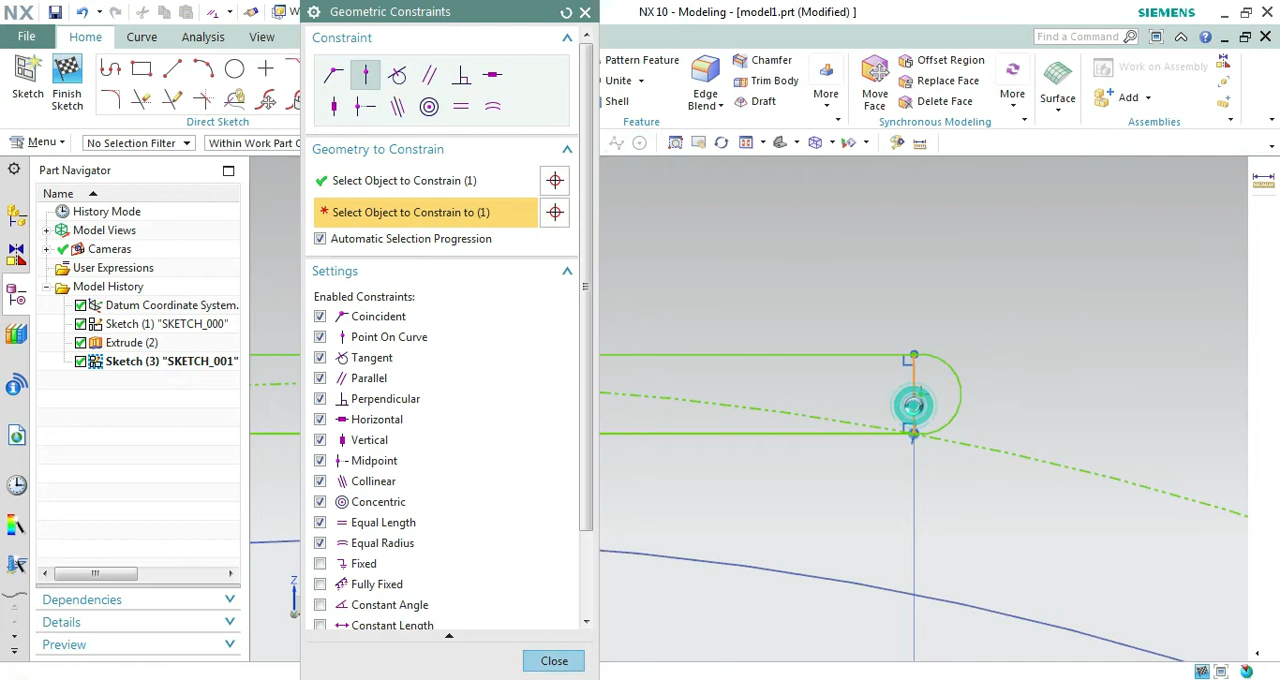 NX
W
Geometric Constraints
NX 10 - Modeling - [model1.prt (Modified) ]
SIEMENS
File
Home
Curve
Analysis
View
Find a Command
Sketch
Finish
Sketch
Direct Sketch
Constraint
Pattern Feature
Unite
Shell
Edge
Blend
Chamfer
Trim Body
Draft
More
Feature
Move
Face
Offset Region
Replace Face
Delete Face
More
Synchronous Modeling
Surface
Work on Assembly
Add
Assemblies
Menu
No Selection Filter
Within Work Part O
Geometry to Constrain
Select Object to Constrain (1)
* Select Object to Constrain to (1)
Automatic Selection Progression
Settings
Enabled Constraints:
Coincident
Point On Curve
Tangent
Parallel
Perpendicular
Horizontal
Vertical
Midpoint
Collinear
Concentric
Equal Length
Equal Radius
Fixed
Fully Fixed
Constant Angle
Constant Length
Close
Part Navigator
Name
History Mode
Model Views
Cameras
User Expressions
Model History
Datum Coordinate System.
Sketch (1) "SKETCH_000"
Extrude (2)
Sketch (3) "SKETCH_001"
Dependencies
Details
Preview
Z